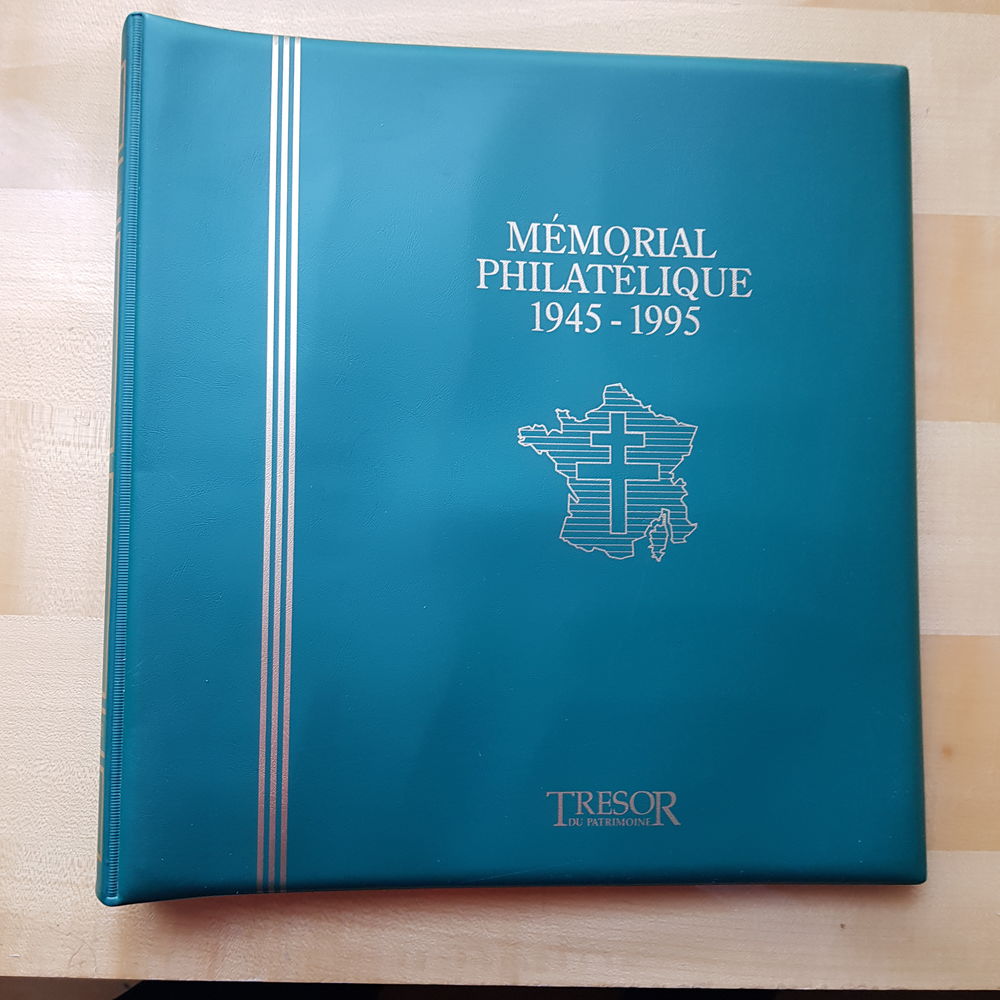 MÉMORIAL
PHILATÉLIQUE
1945 - 1995
TRESOR
DU PATRIMOINE